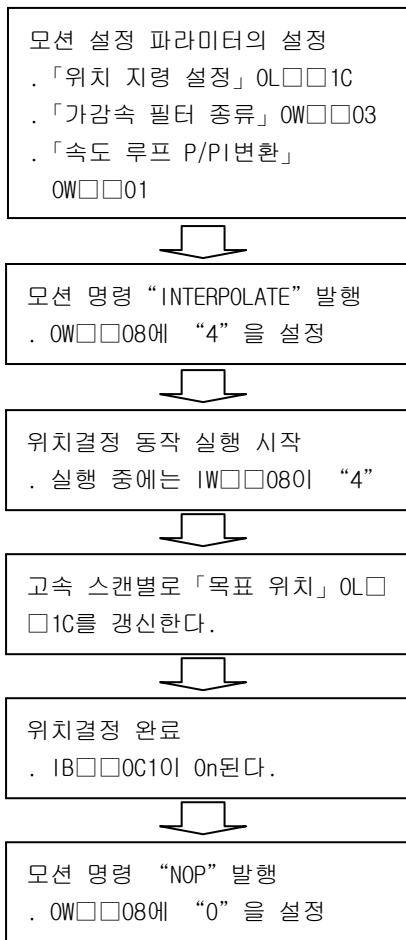 모션 설정 파라미터의 설정
.「위치 지령 설정」OL□□1C
.「가감속 필터 종류」OW□□03
.「속도 루프 P/PI변환」
OW□□01
모션 명령 “INTERPOLATE” 발행
. OW□□08에 “4”을 설정
위치결정 동작 실행 시작
. 실행 중에는 IW□□08이 “4”
고속 스캔별로「목표 위치」OL□
□1C를 갱신한다.
위치결정 완료
. IB□□0C1이 On된다.
모션 명령 “NOP” 발행
. OW□□08에 “0”을 설정